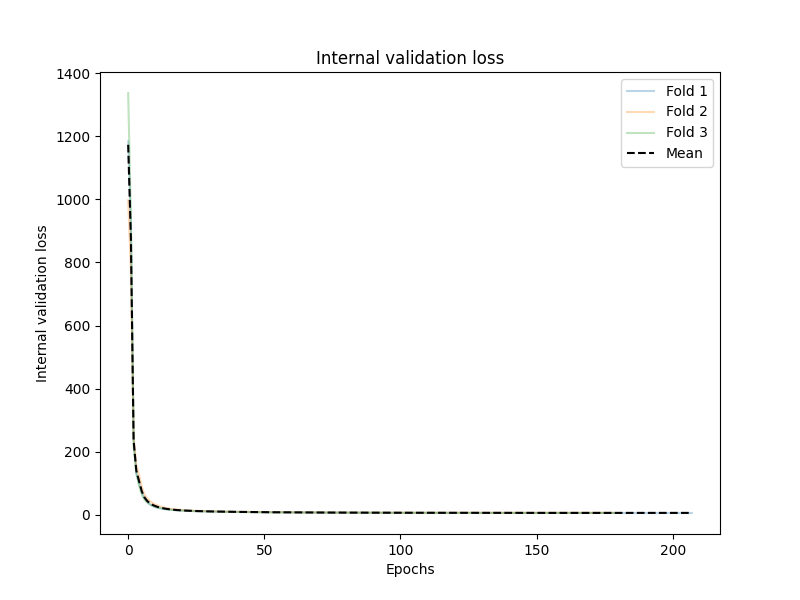 Internal validation loss
1400
1200
1000
800
600
400
200
0
Internal validation loss
Fold 1
Fold 2
Fold 3
Mean
0
50
100
150
200
Epochs